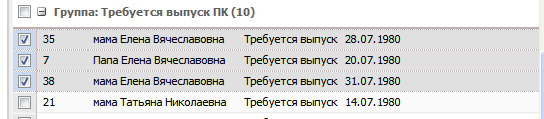 Группа: Требуется выпуск ПК (10)
35 мама Елена Вячеславовна Требуется выпуск 28.07.1980
7 Папа Елена Вячеславовна Требуется выпуск 20.07.1980
38 мама Елена Вячеславовна Требуется выпуск 31.07.1980
21 мама Татьяна Николаевна Требуется выпуск 14.07.1980